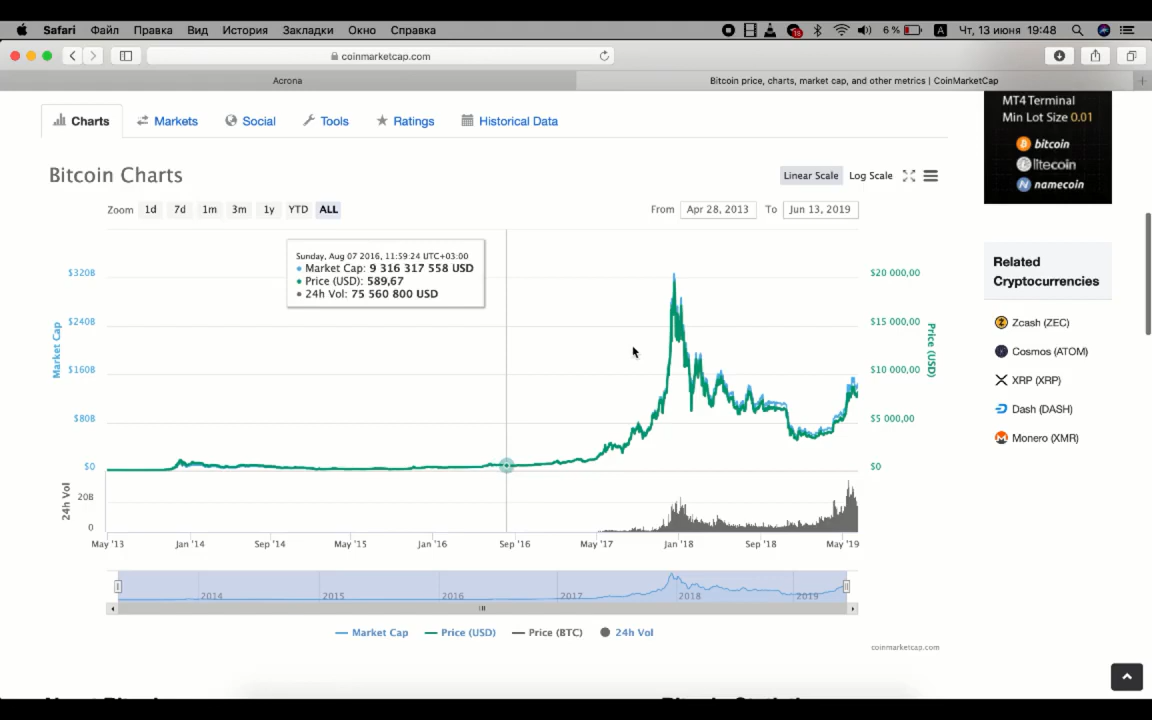 Safari Файл Правка Вид История Закладки Окно Справка 6 % A Чт, 13 июня 19:48
coinmarketcap.com
Acrona
Bitcoin price, charts, market cap, and other metrics | CoinMarketCap
MT4 Terminal
Min Lot Size 0.01
bitcoin
litecoin
namecoin
Charts Markets Social Tools Ratings Historical Data
Bitcoin Charts
Linear Scale Log Scale
Zoom 1d 7d 1m 3m 1y YTD ALL
From Apr 28, 2013 To Jun 13, 2019
Sunday, Aug 07 2016, 11:59:24 UTC+03:00
Market Cap: 9 316 317 558 USD
Price (USD): 589,67
24h Vol: 75 560 800 USD
Market Cap
$320B
$240B
$160B
$80B
$0
24h Vol
20B
0
$20 000,00
$15 000,00
$10 000,00
$5 000,00
$0
Price (USD)
May '13 Jan '14 Sep '14 May '15 Jan '16 Sep '16 May '17 Jan '18 Sep '18 May '19
2014 2015 2016 2017 2018 2019
Market Cap Price (USD) Price (BTC) 24h Vol
coinmarketcap.com
Related
Cryptocurrencies
Zcash (ZEC)
Cosmos (ATOM)
XRP (XRP)
Dash (DASH)
Monero (XMR)